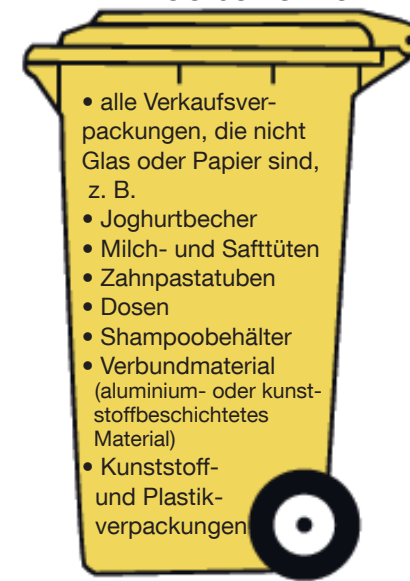 • alle Verkaufsver-
packungen, die nicht
Glas oder Papier sind,
z. B.
• Joghurtbecher
• Milch- und Safttüten
• Zahnpastatuben
• Dosen
• Shampoobehälter
• Verbundmaterial
(aluminium- oder kunst-
stoffbeschichtetes
Material)
• Kunststoff-
und Plastik-
verpackungen